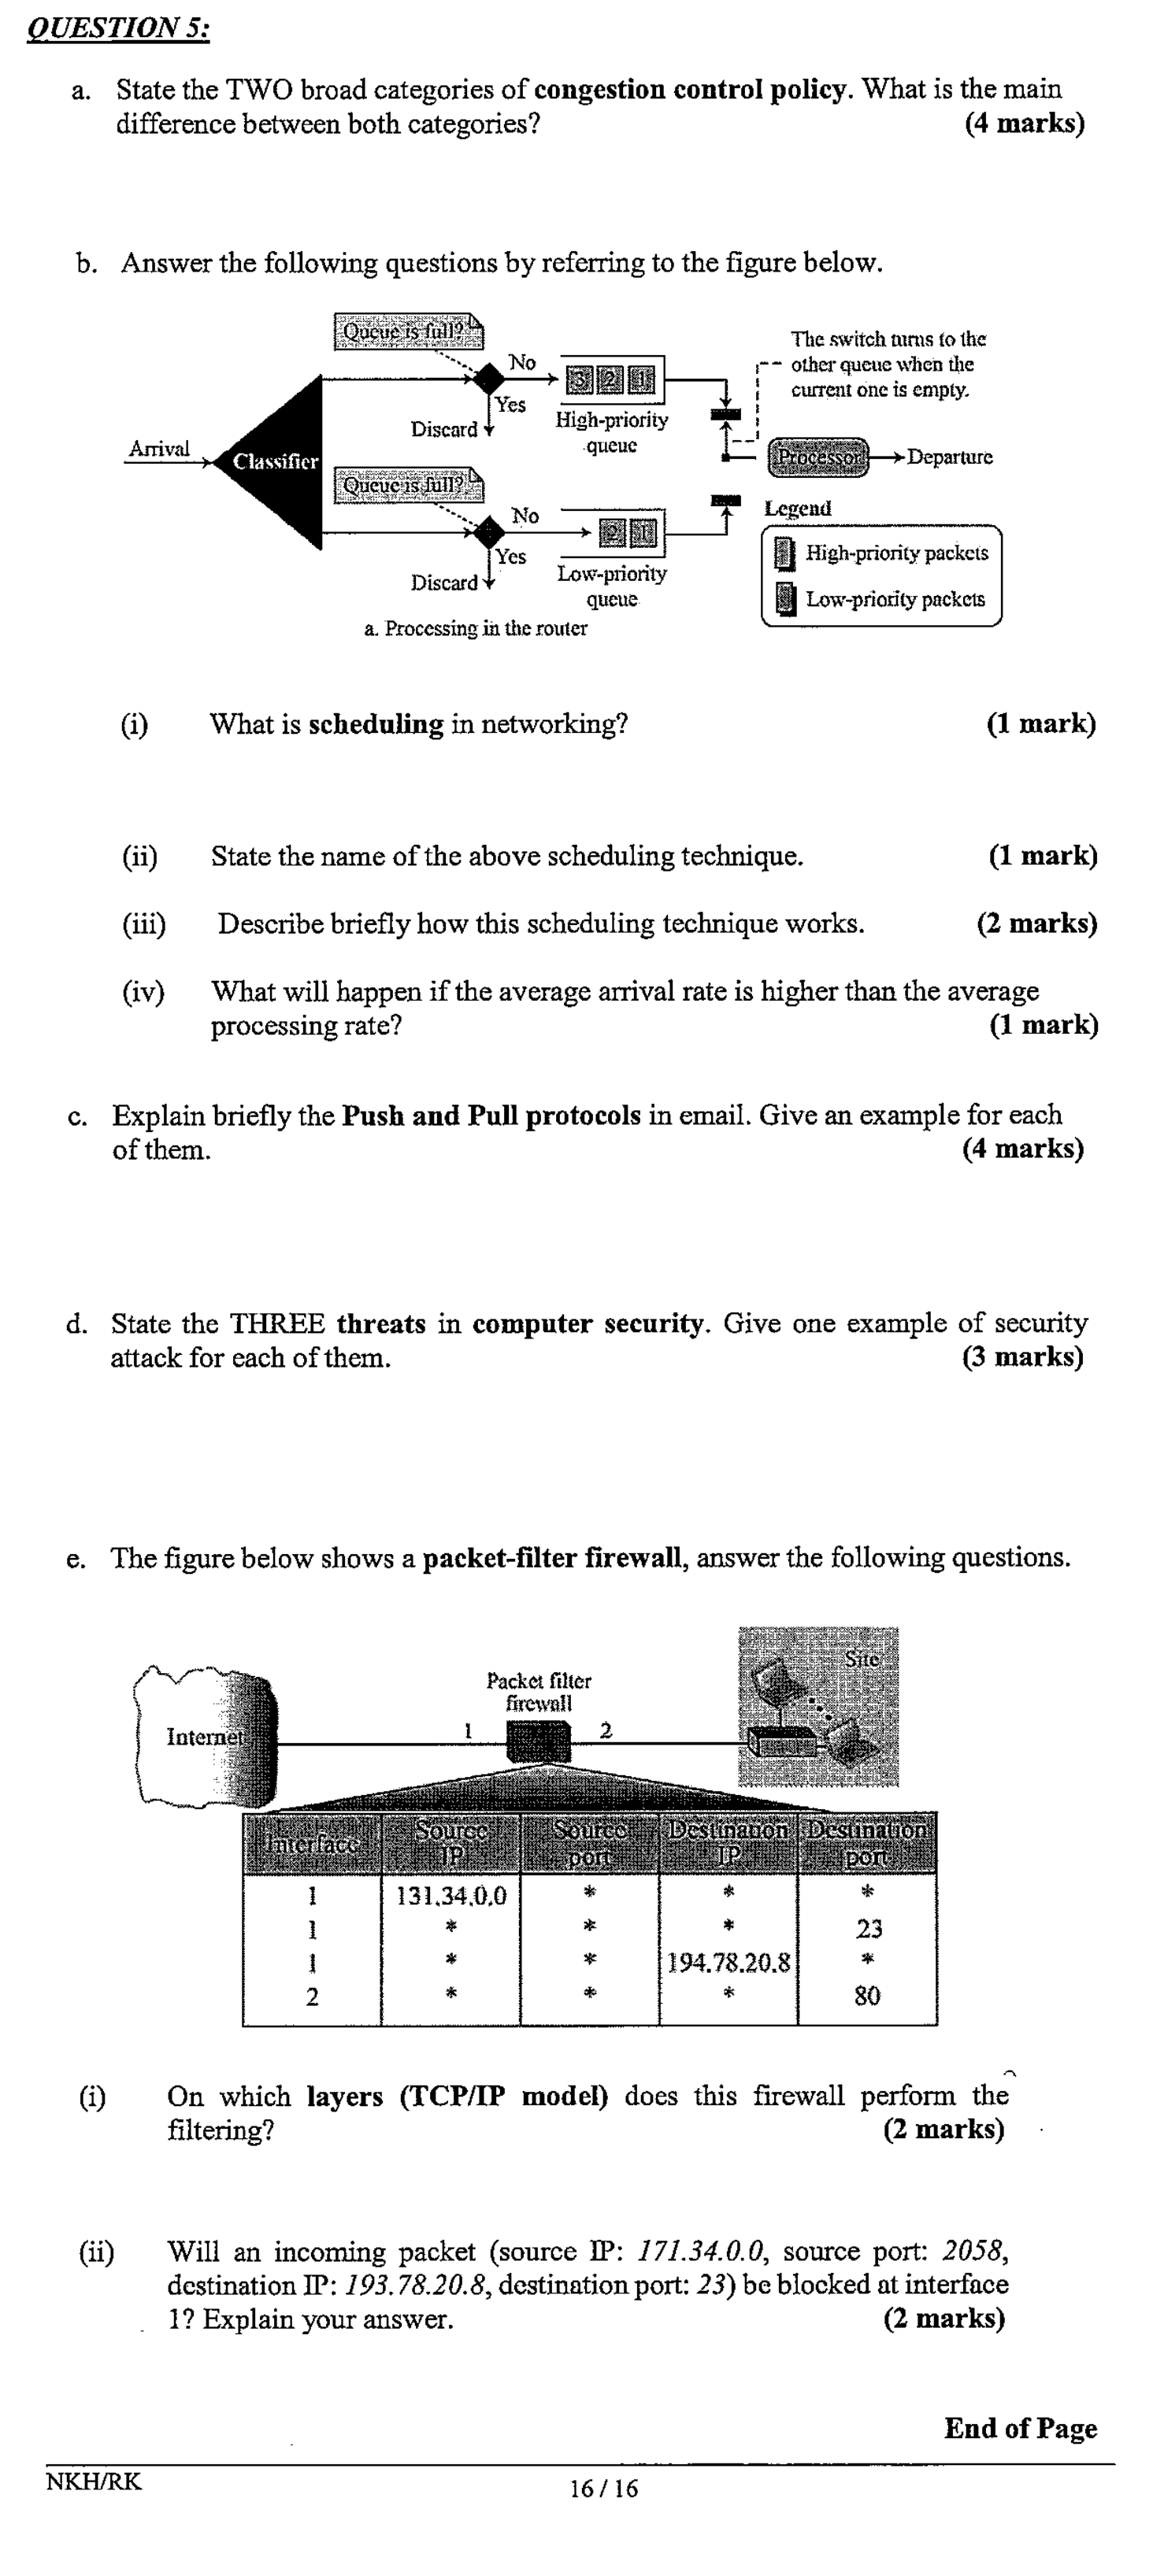 QUESTION 5:
a. State the TWO broad categories of congestion control policy. What is the main
difference between both categories? (4 marks)
b. Answer the following questions by referring to the figure below.
Queue is full?
The switch turns to the
other queue when the
current one is empty.
No
3 2 1
Yes
Discard
High-priority
queue
Arrival
Classifier
Processor
Departure
Queue is full?
No
2 1
Yes
Discard
Low-priority
queue
Legend
High-priority packets
Low-priority packets
a. Processing in the router
(i) What is scheduling in networking? (1 mark)
(ii) State the name of the above scheduling technique. (1 mark)
(iii) Describe briefly how this scheduling technique works. (2 marks)
(iv) What will happen if the average arrival rate is higher than the average
processing rate? (1 mark)
c. Explain briefly the Push and Pull protocols in email. Give an example for each
of them. (4 marks)
d. State the THREE threats in computer security. Give one example of security
attack for each of them. (3 marks)
e. The figure below shows a packet-filter firewall, answer the following questions.
Site
Packet filter
firewall
Internet
1 2
Interface Source IP Source port Destination IP Destination port
1 131.34.0.0 * * *
1 * * * 23
1 * * 194.78.20.8 *
2 * * * 80
(i) On which layers (TCP/IP model) does this firewall perform the
filtering? (2 marks)
(ii) Will an incoming packet (source IP: 171.34.0.0, source port: 2058,
destination IP: 193.78.20.8, destination port: 23) be blocked at interface
1? Explain your answer. (2 marks)
End of Page
NKH/RK
16 / 16